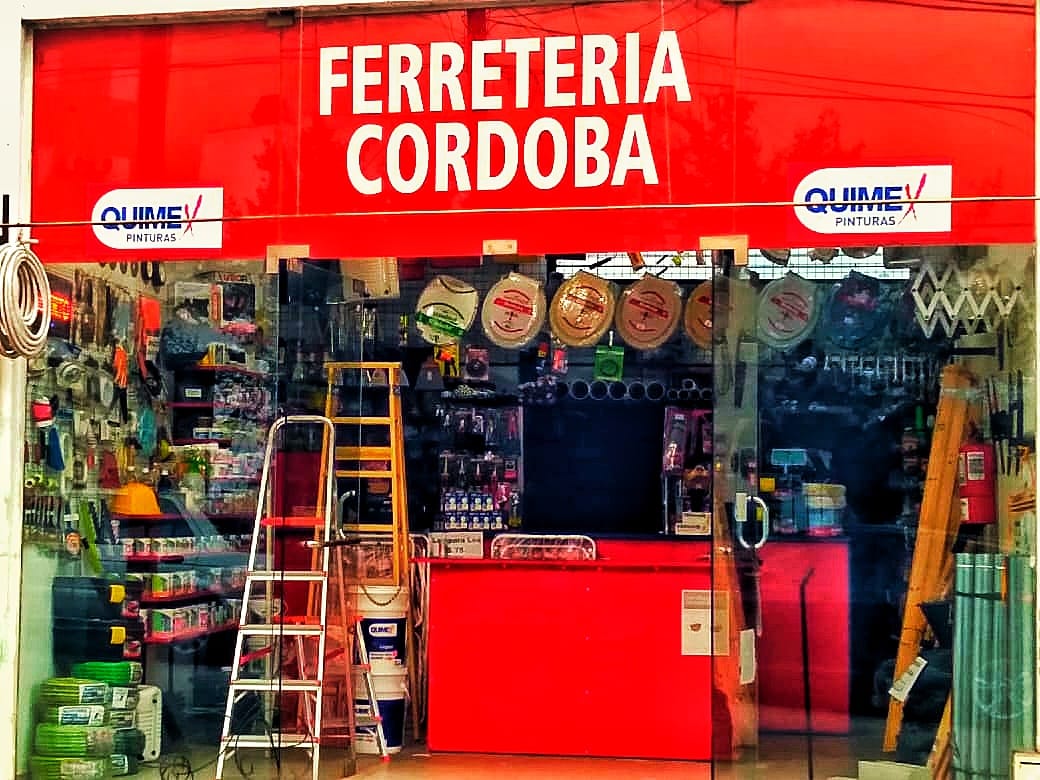 FERRETERIA
CORDOBA
QUIMEX
PINTURAS
QUIMEX
PINTURAS
QUIMEX